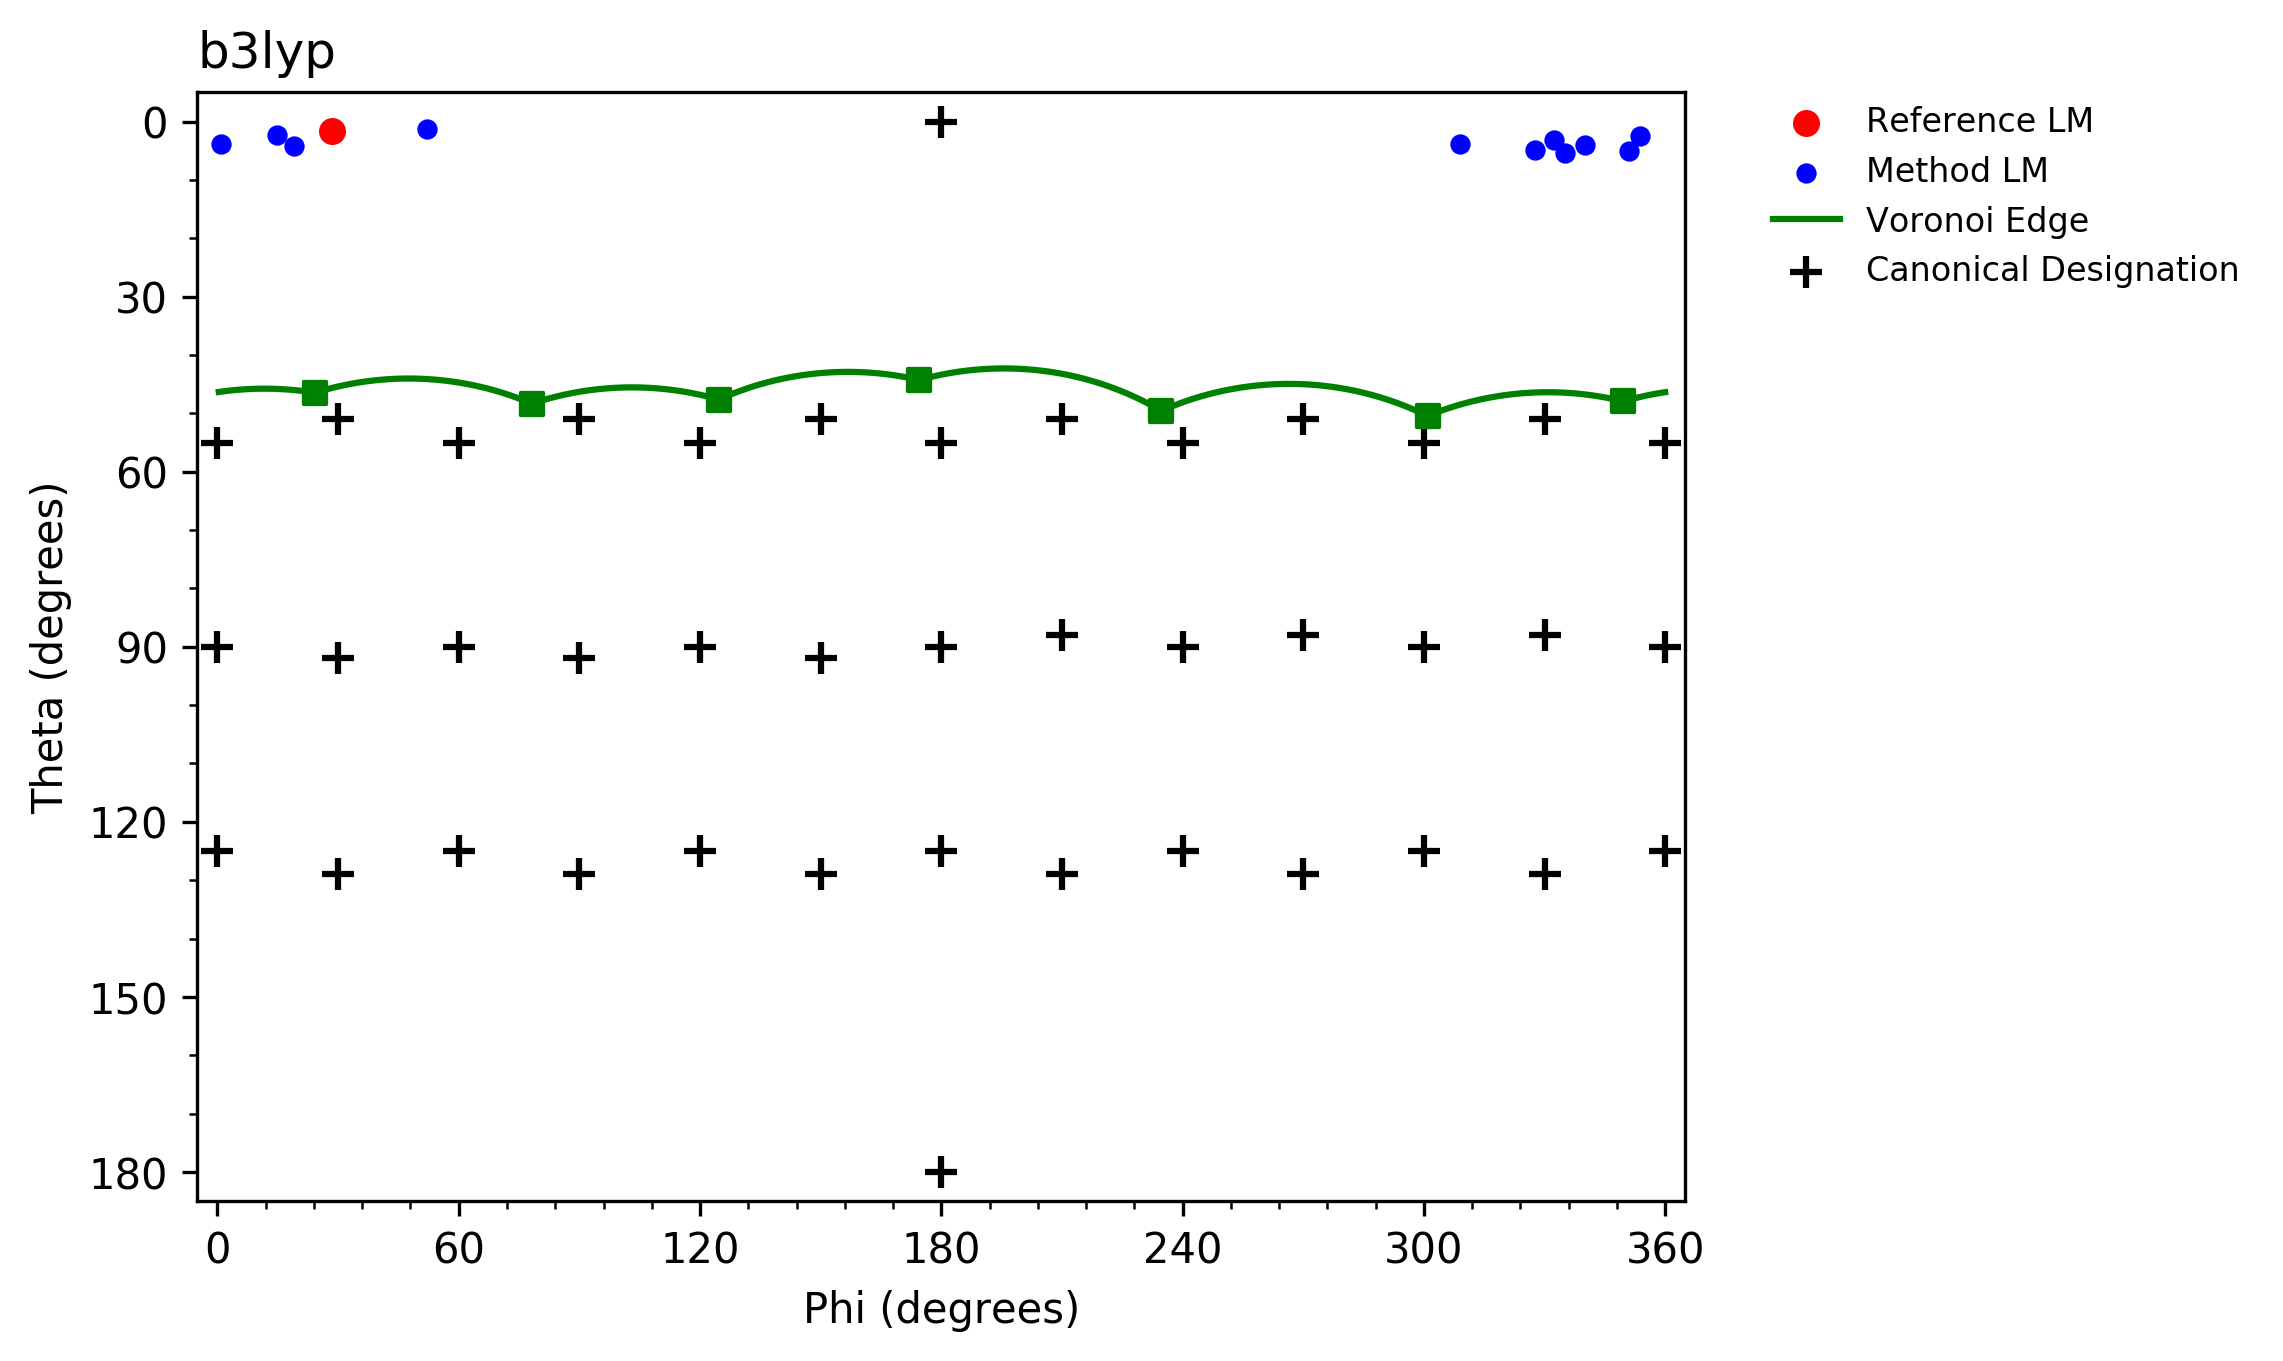 b3lyp
Reference LM
Method LM
Voronoi Edge
Canonical Designation
Theta (degrees)
0
30
60
90
120
150
180
0 60 120 180 240 300 360
Phi (degrees)